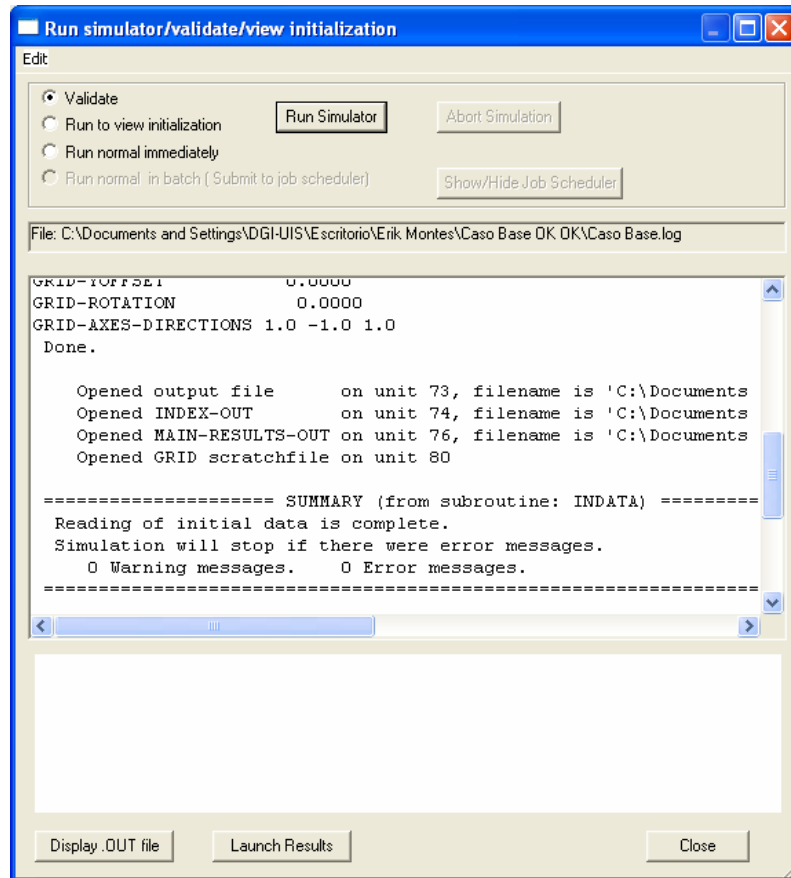 Run simulator/validate/view initialization
Edit
Validate
Run to view initialization
Run normal immediately
Run normal in batch ( Submit to job scheduler)
Run Simulator
Abort Simulation
Show/Hide Job Scheduler
File: C:\Documents and Settings\DGI-UIS\Escritorio\Erik Montes\Caso Base OK OK\Caso Base.log
GRID-YOFFSET 0.0000
GRID-ROTATION 0.0000
GRID-AXES-DIRECTIONS 1.0 -1.0 1.0
Done.
Opened output file on unit 73, filename is 'C:\Documents
Opened INDEX-OUT on unit 74, filename is 'C:\Documents
Opened MAIN-RESULTS-OUT on unit 76, filename is 'C:\Documents
Opened GRID scratchfile on unit 80
===================== SUMMARY (from subroutine: INDATA) =========
Reading of initial data is complete.
Simulation will stop if there were error messages.
0 Warning messages. 0 Error messages.
=================================================================
Display .OUT file
Launch Results
Close